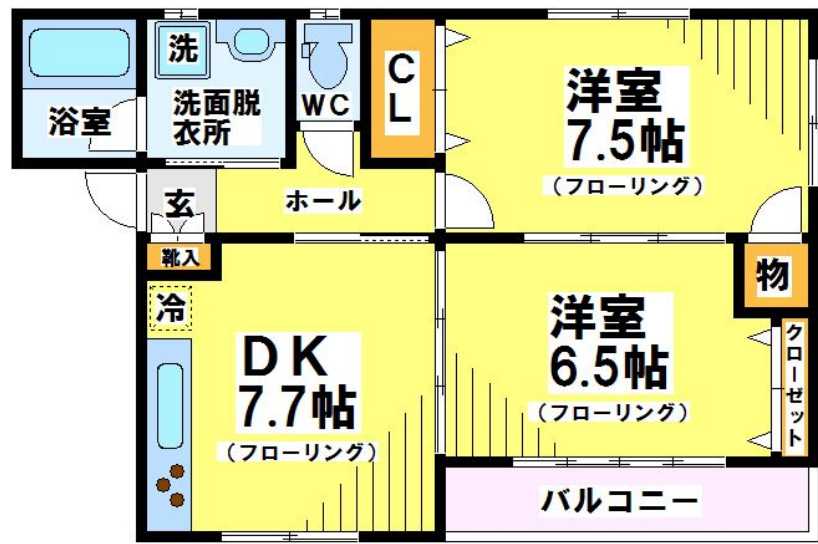 浴室
洗
洗面脱
衣所
WC
CL
洋室
7.5帖
(フローリング)
玄
ホール
靴入
冷
DK
7.7帖
(フローリング)
洋室
6.5帖
(フローリング)
物
クローゼット
バルコニー